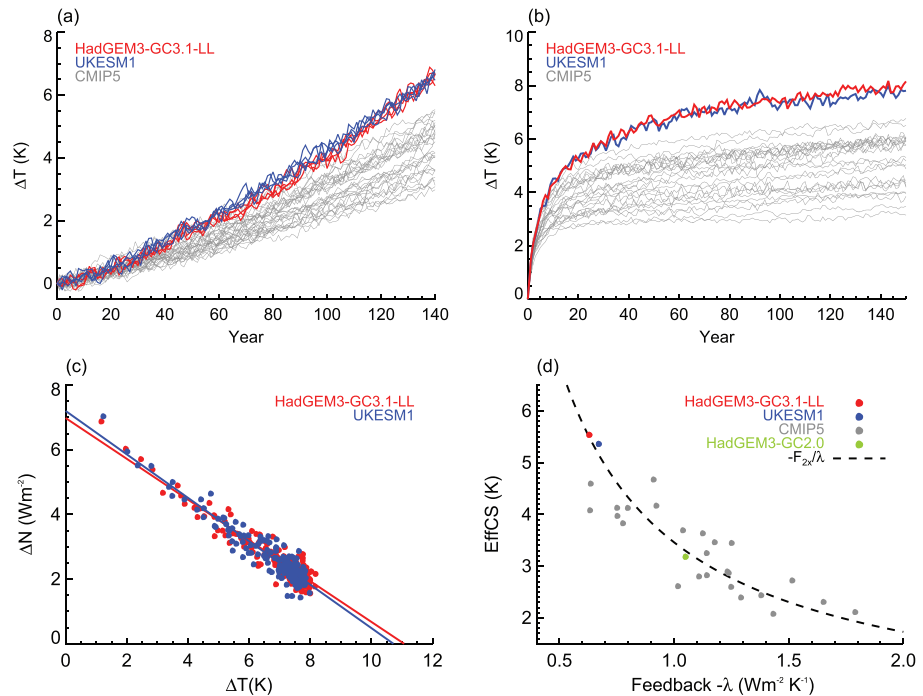 (a)
HadGEM3-GC3.1-LL
UKESM1
CMIP5
8
6
4
2
0
ΔT (K)
0 20 40 60 80 100 120 140
Year
(b)
HadGEM3-GC3.1-LL
UKESM1
CMIP5
10
8
6
4
2
0
ΔT (K)
0 20 40 60 80 100 120 140
Year
(c)
HadGEM3-GC3.1-LL
UKESM1
8
6
4
2
0
ΔN (Wm⁻²)
0 2 4 6 8 10 12
ΔT(K)
(d)
HadGEM3-GC3.1-LL
UKESM1
CMIP5
HadGEM3-GC2.0
-F₂ₓ/λ
6
5
4
3
2
EffCS (K)
0.5 1.0 1.5 2.0
Feedback -λ (Wm⁻² K⁻¹)